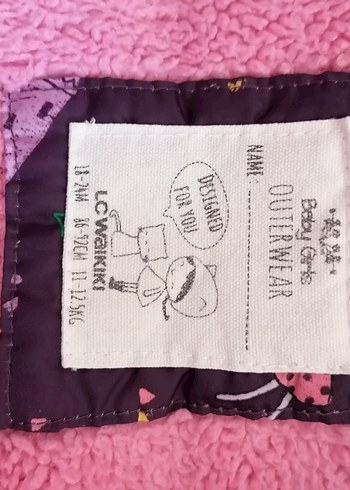 Baby Girls
OUTERWEAR
NAME:
DESIGNED
FOR YOU
LC WAIKIKI
18-24M 86-92CM 11-12.5KG